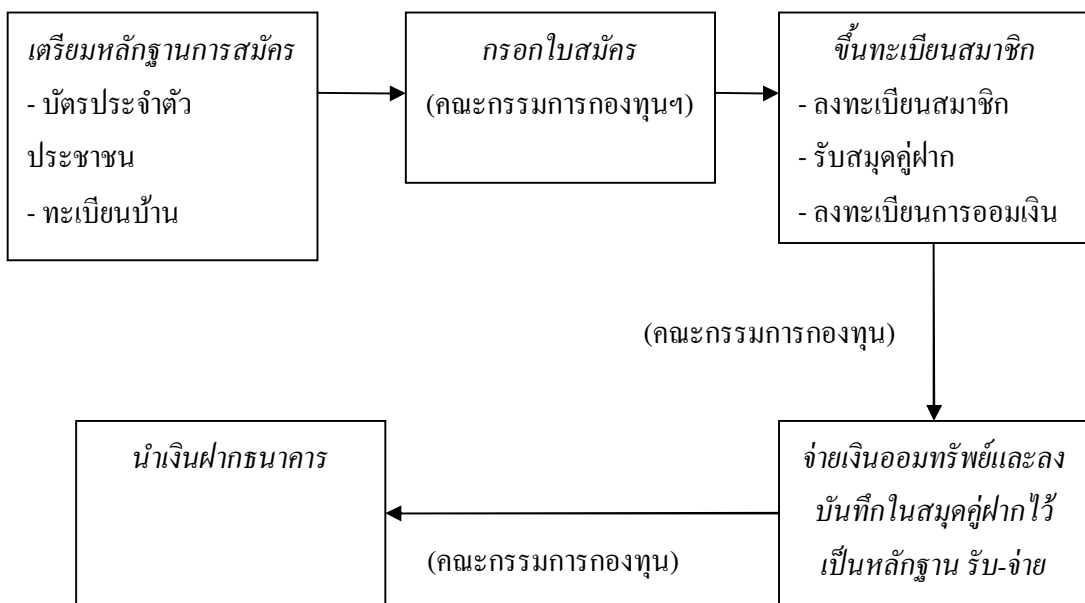 เตรียมหลักฐานการสมัคร
- บัตรประจำตัว
ประชาชน
- ทะเบียนบ้าน
กรอกใบสมัคร
(คณะกรรมการกองทุนฯ)
ขึ้นทะเบียนสมาชิก
- ลงทะเบียนสมาชิก
- รับสมุดคู่ฝาก
- ลงทะเบียนการออมเงิน
(คณะกรรมการกองทุน)
จ่ายเงินออมทรัพย์และลง
บันทึกในสมุดคู่ฝากไว้
เป็นหลักฐาน รับ-จ่าย
(คณะกรรมการกองทุน)
นำเงินฝากธนาคาร